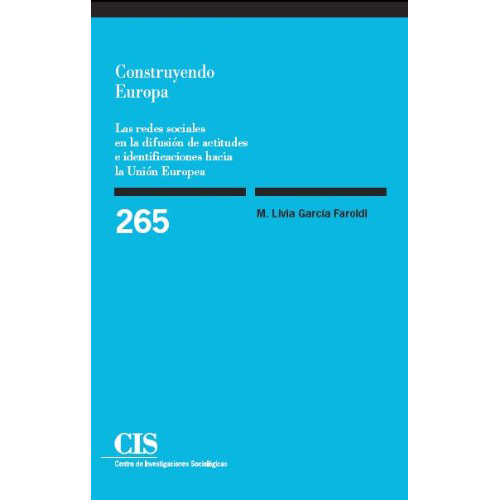 Construyendo
Europa
Las redes sociales
en la difusión de actitudes
e identificaciones hacia
la Unión Europea
265
M. Livia García Faroldi
CIS
Centro de Investigaciones Sociológicas